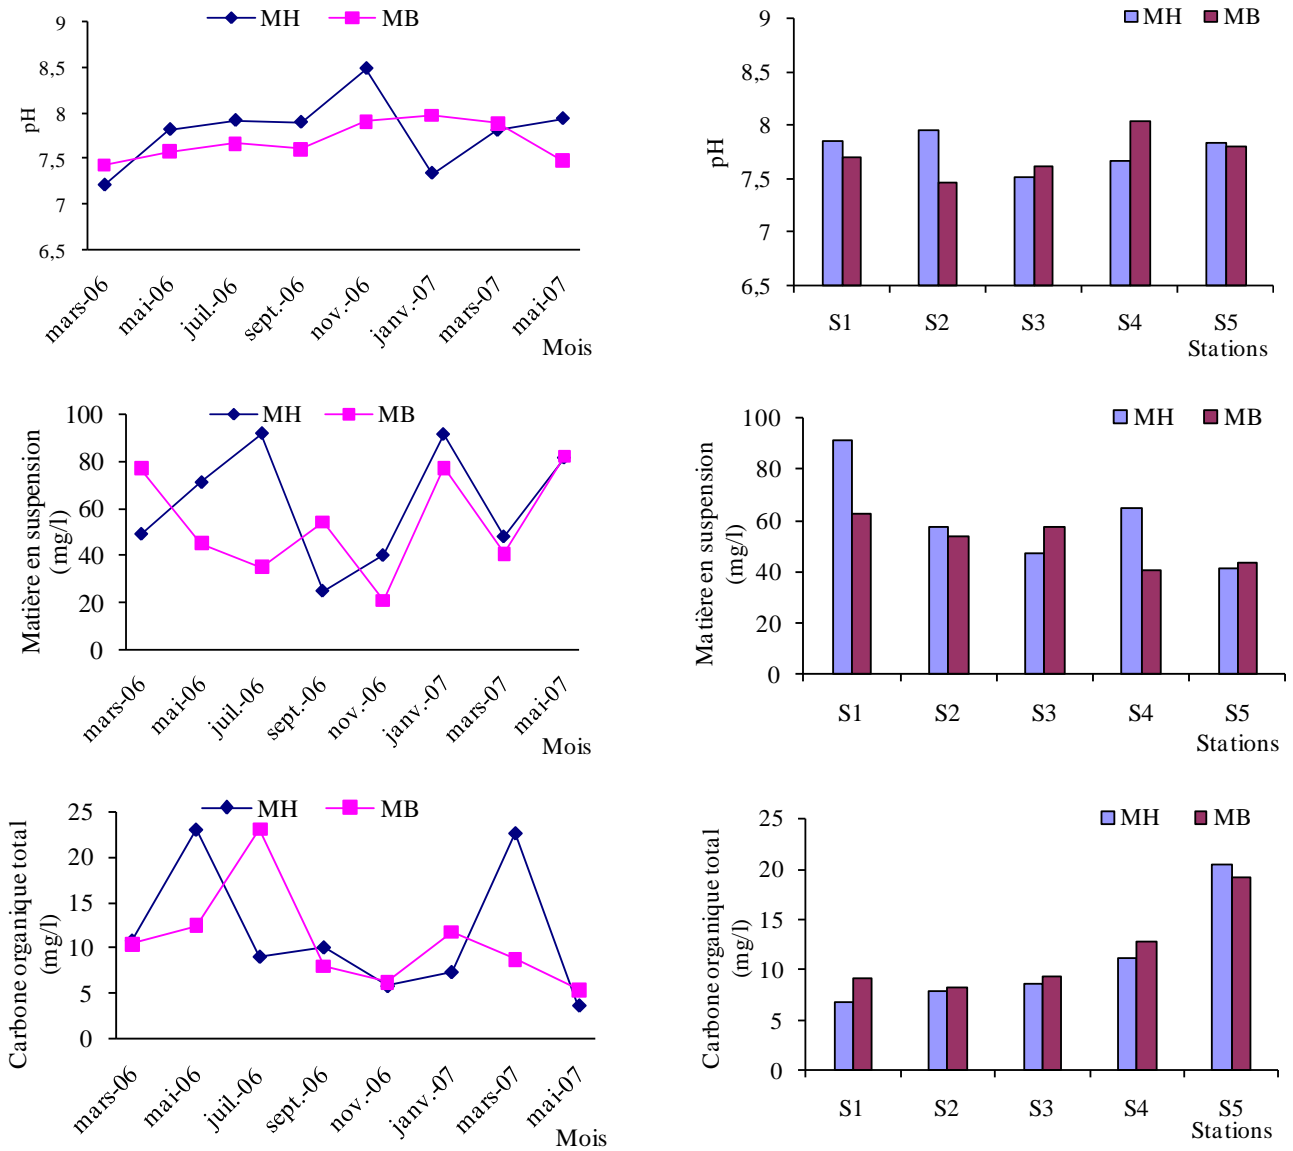 MH MB
9
8,5
8
7,5
7
6,5
pH
mars-06 mai-06 juil.-06 sept.-06 nov.-06 janv.-07 mars-07 mai-07
Mois
MH MB
9
8,5
8
7,5
7
6,5
pH
S1 S2 S3 S4 S5
Stations
MH MB
100
80
60
40
20
0
Matière en suspension
(mg/l)
mars-06 mai-06 juil.-06 sept.-06 nov.-06 janv.-07 mars-07 mai-07
Mois
MH MB
100
80
60
40
20
0
Matière en suspension
(mg/l)
S1 S2 S3 S4 S5
Stations
MH MB
25
20
15
10
5
0
Carbone organique total
(mg/l)
mars-06 mai-06 juil.-06 sept.-06 nov.-06 janv.-07 mars-07 mai-07
Mois
MH MB
25
20
15
10
5
0
Carbone organique total
(mg/l)
S1 S2 S3 S4 S5
Stations